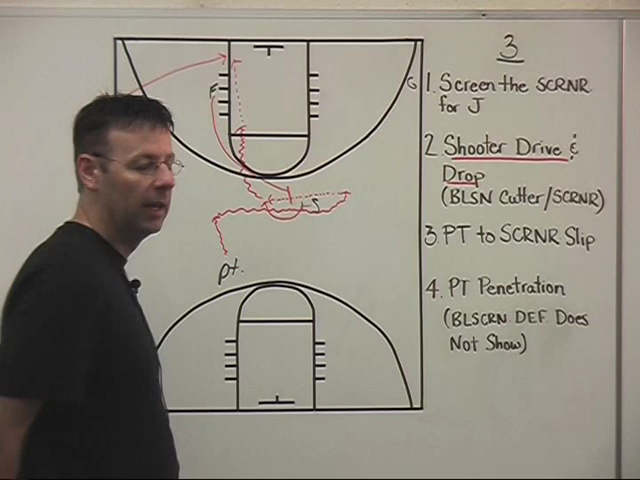 3
1. Screen the SCRNR
for J
2. Shooter Drive &
Drop
(BLSN Cutter/SCRNR)
3. PT to SCRNR Slip
4. PT Penetration
(BLSCRN DEF. Does
Not Show)
G
S
pt.